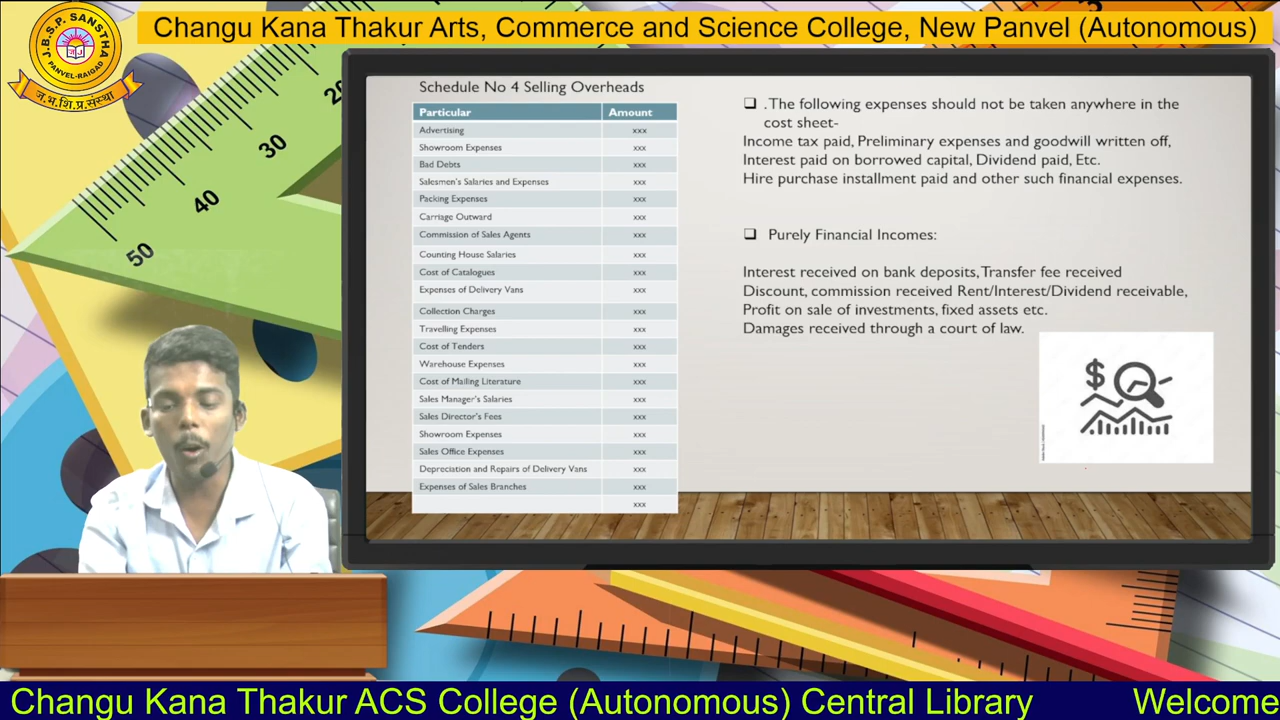 Changu Kana Thakur Arts, Commerce and Science College, New Panvel (Autonomous)
J.B.S.P. SANSTHA
PANVEL-RAIGAD
ज.भ.शि.प्र.संस्था
20
30
40
50
Schedule No 4 Selling Overheads
Particular Amount
Advertising xxx
Showroom Expenses xxx
Bad Debts xxx
Salesmen's Salaries and Expenses xxx
Packing Expenses xxx
Carriage Outward xxx
Commission of Sales Agents xxx
Counting House Salaries xxx
Cost of Catalogues xxx
Expenses of Delivery Vans xxx
Collection Charges xxx
Travelling Expenses xxx
Cost of Tenders xxx
Warehouse Expenses xxx
Cost of Mailing Literature xxx
Sales Manager's Salaries xxx
Sales Director's Fees xxx
Showroom Expenses xxx
Sales Office Expenses xxx
Depreciation and Repairs of Delivery Vans xxx
Expenses of Sales Branches xxx
xxx
.The following expenses should not be taken anywhere in the
cost sheet-
Income tax paid, Preliminary expenses and goodwill written off,
Interest paid on borrowed capital, Dividend paid, Etc.
Hire purchase installment paid and other such financial expenses.
Purely Financial Incomes:
Interest received on bank deposits, Transfer fee received
Discount, commission received Rent/Interest/Dividend receivable,
Profit on sale of investments, fixed assets etc.
Damages received through a court of law.
$
Changu Kana Thakur ACS College (Autonomous) Central Library Welcome